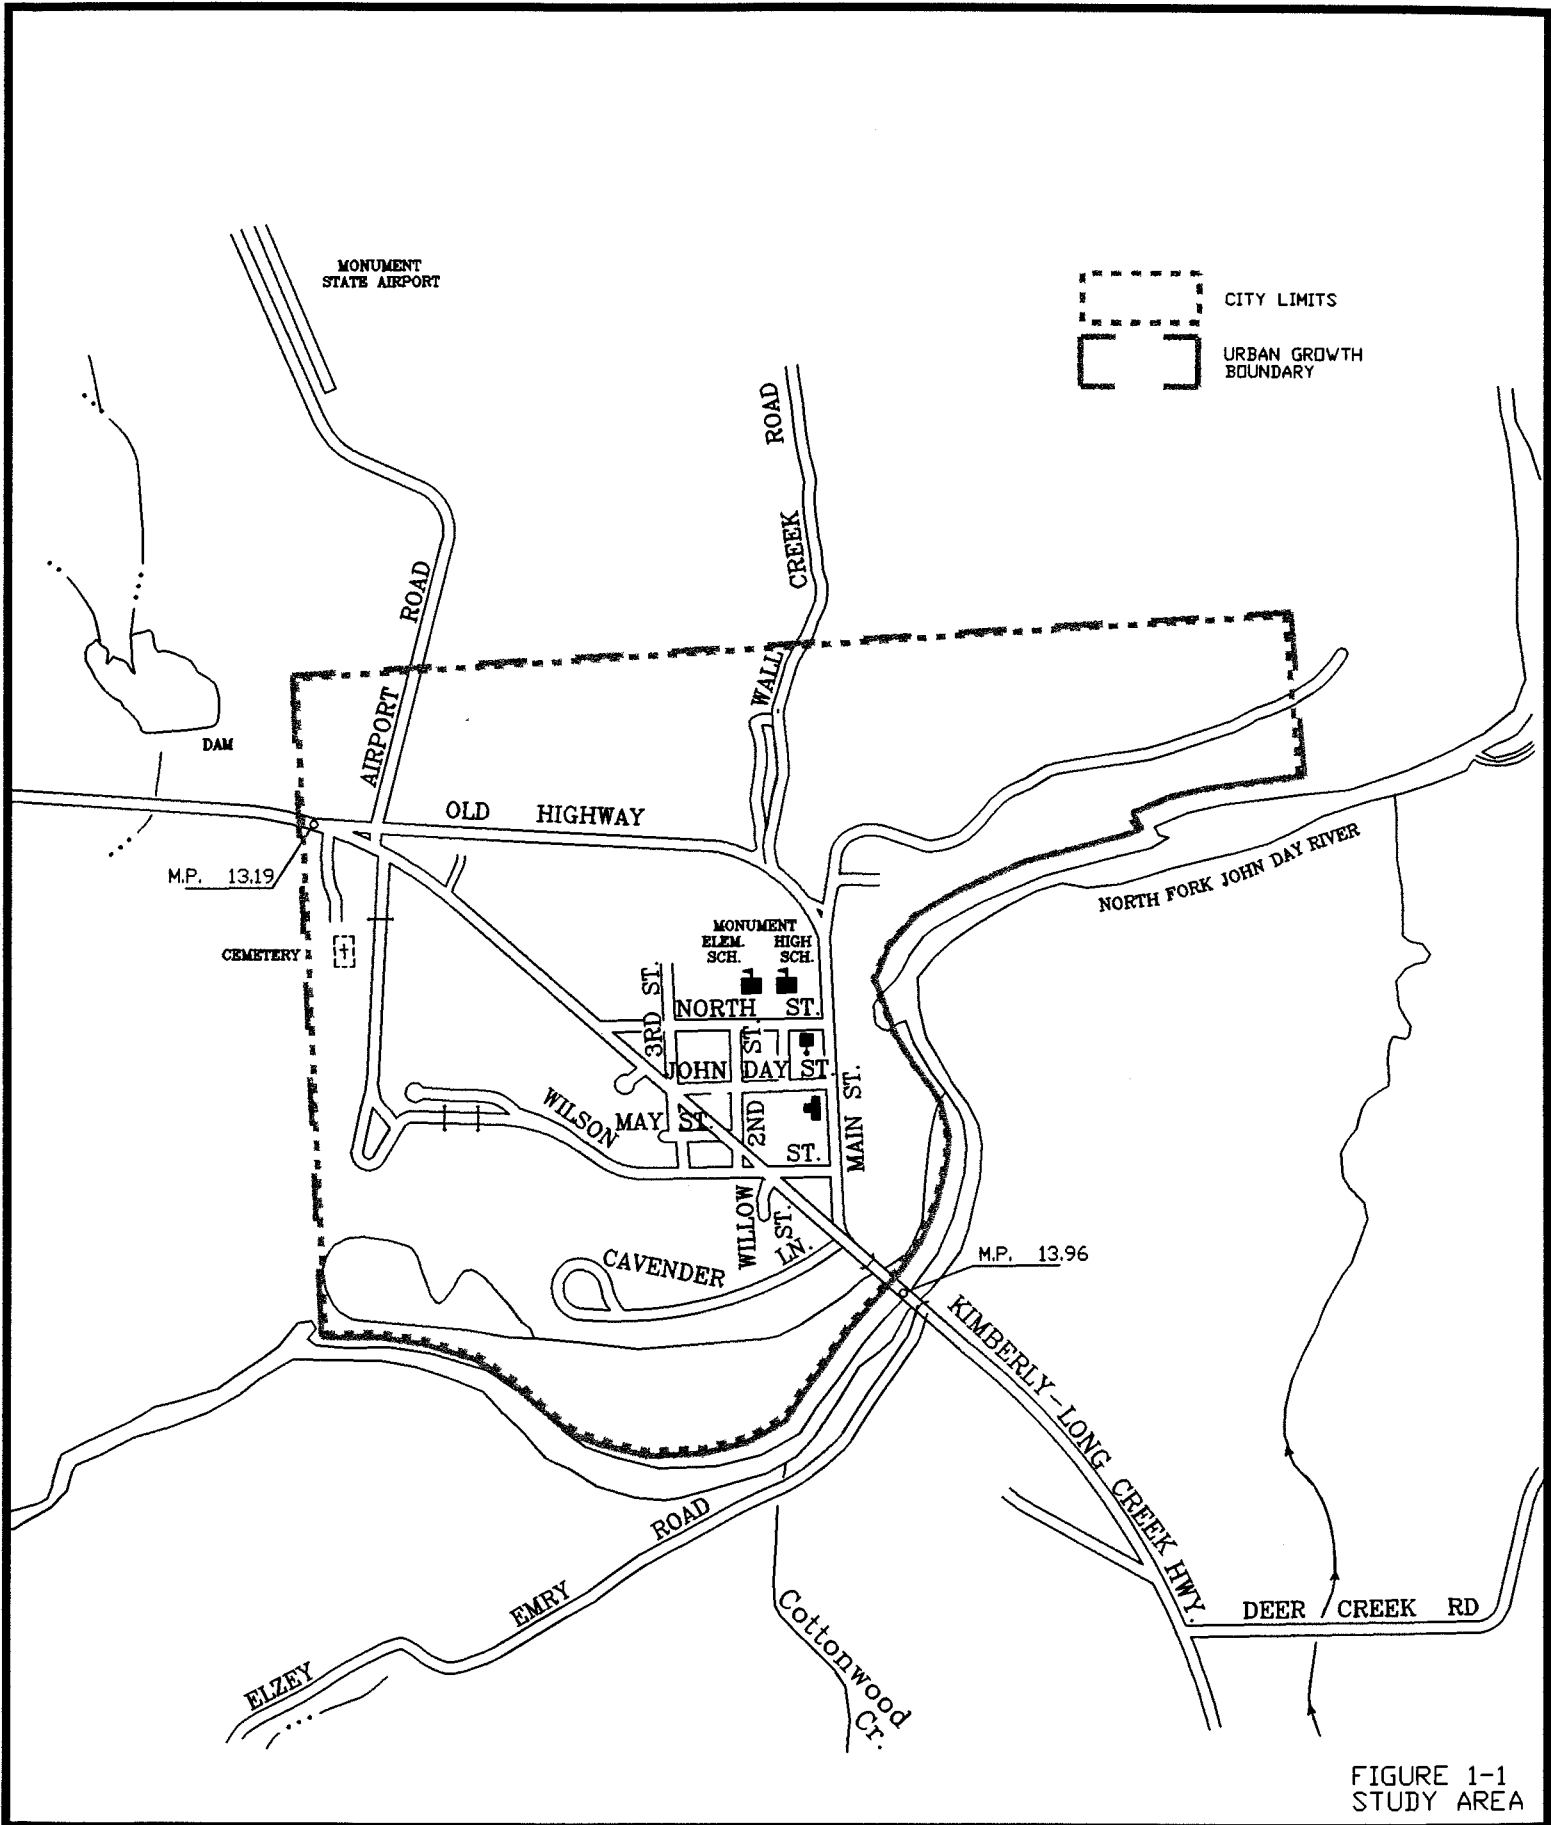 MONUMENT
STATE AIRPORT
CITY LIMITS
URBAN GROWTH
BOUNDARY
WALL CREEK ROAD
AIRPORT ROAD
DAM
OLD HIGHWAY
M.P. 13.19
NORTH FORK JOHN DAY RIVER
CEMETERY
MONUMENT
ELEM. HIGH
SCH. SCH.
3RD ST.
NORTH ST.
2ND ST.
JOHN DAY ST.
MAIN ST.
WILSON ST.
MAY ST.
WILLOW ST.
CAVENDER LN.
M.P. 13.96
KIMBERLY-LONG CREEK HWY.
ELZEY EMRY ROAD
DEER CREEK RD
Cottonwood
Cr.
FIGURE 1-1
STUDY AREA